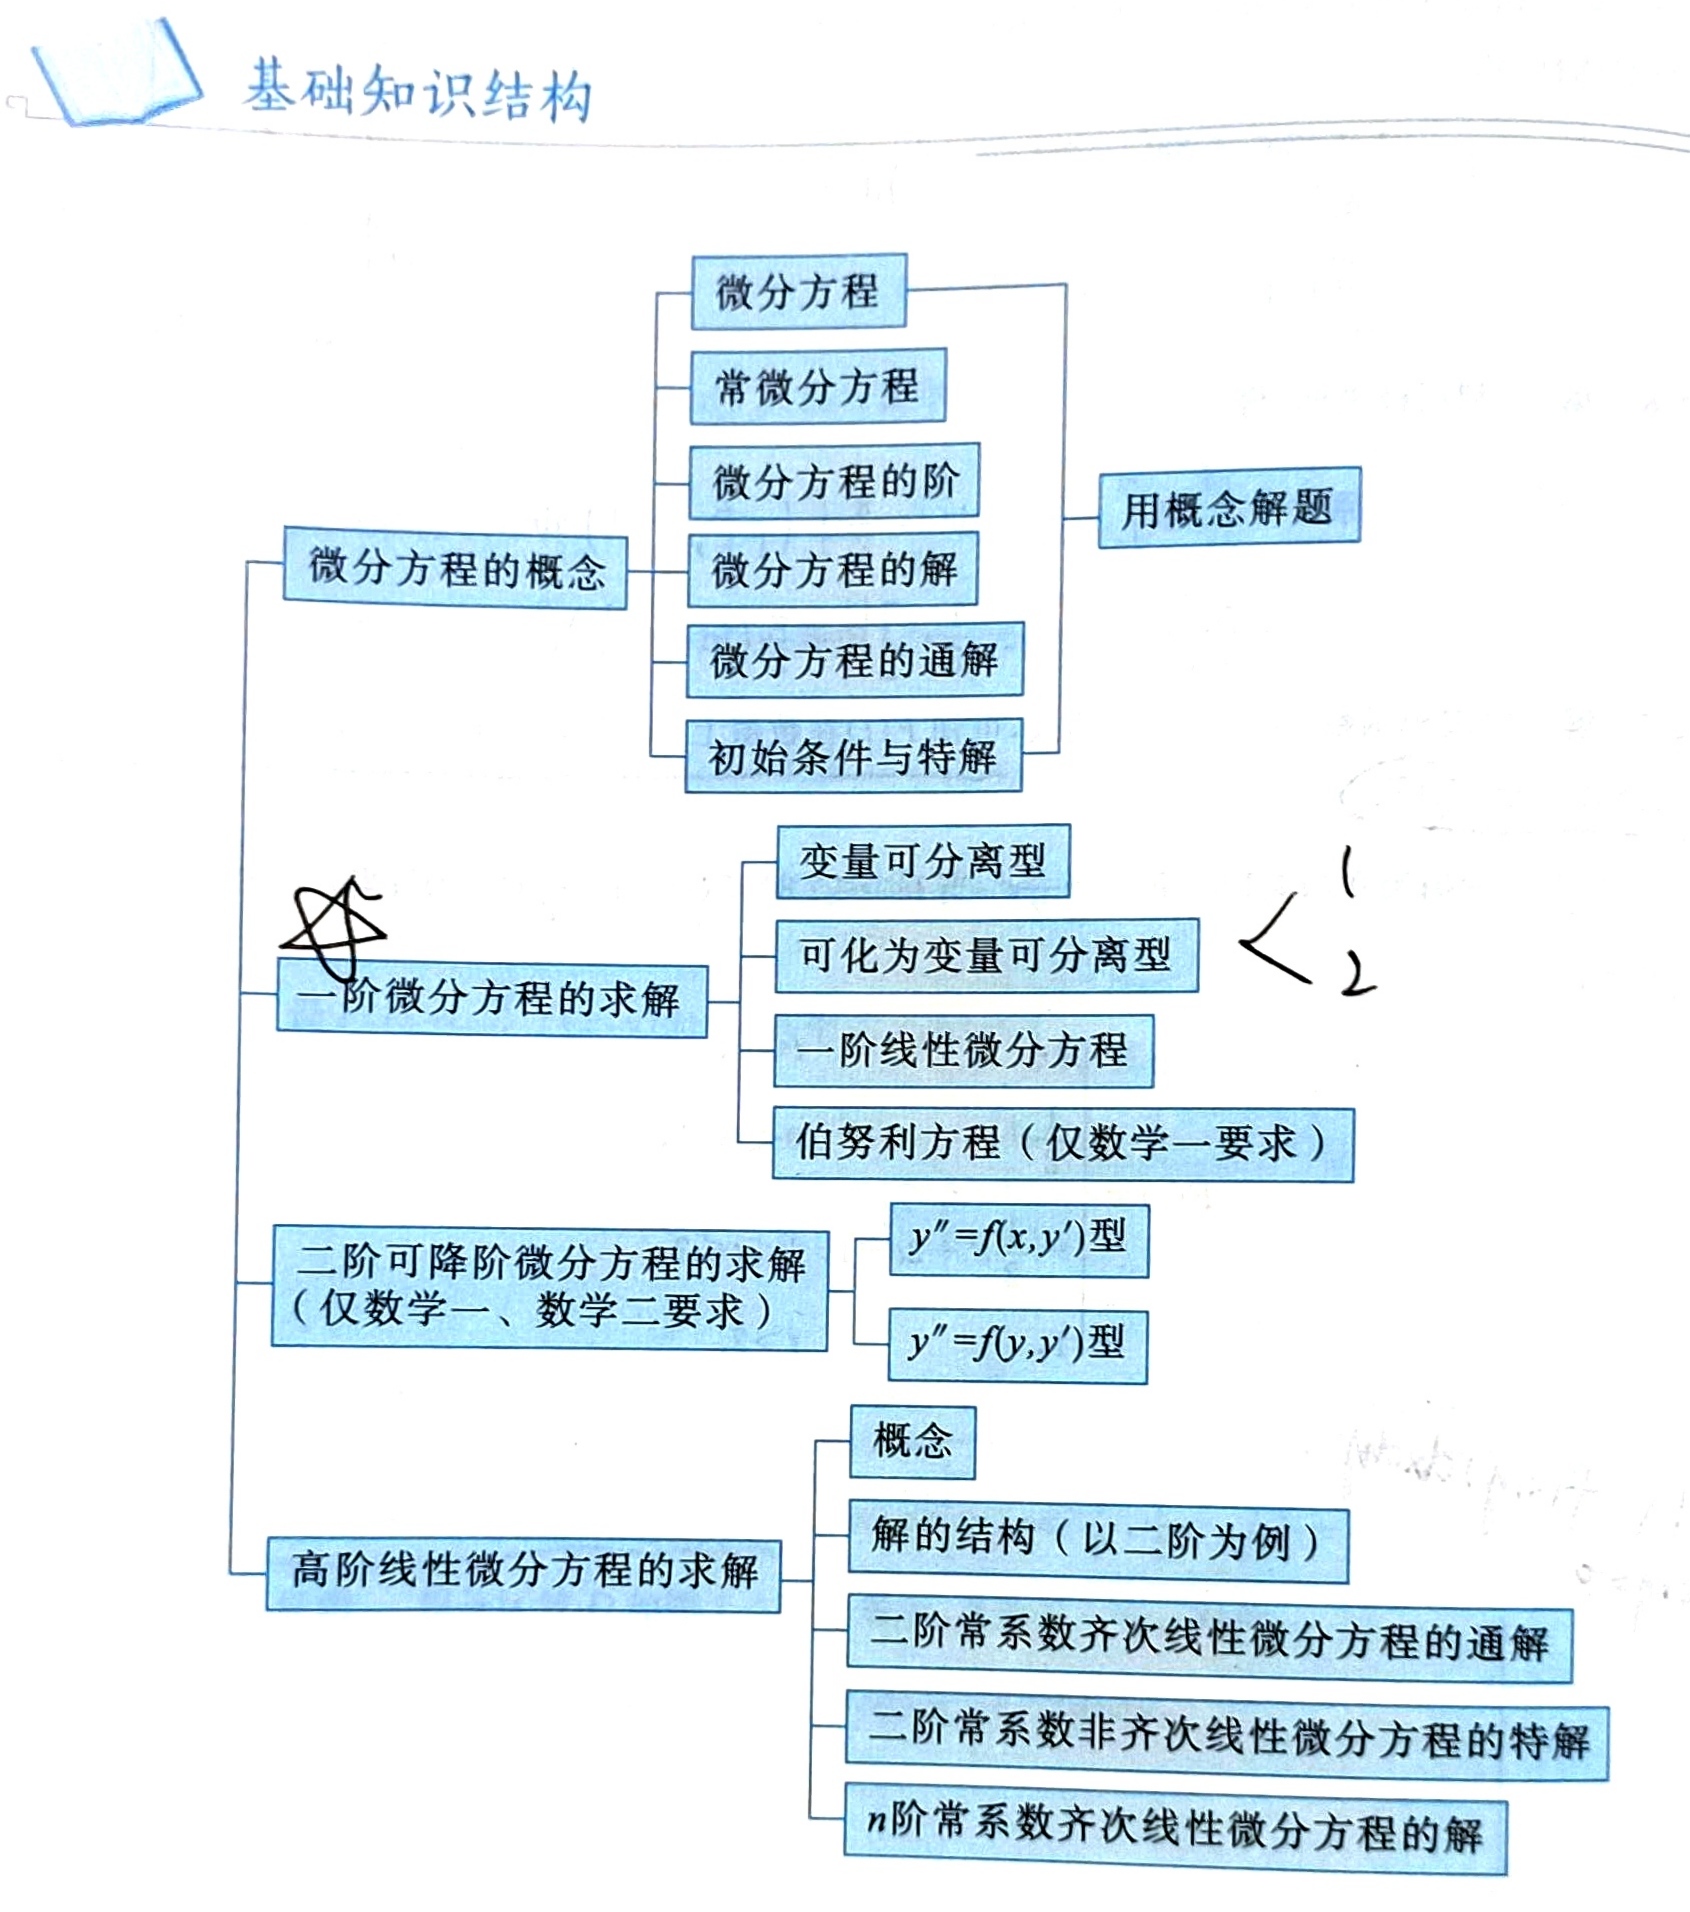 基础知识结构
微分方程
常微分方程
微分方程的阶
用概念解题
微分方程的概念
微分方程的解
微分方程的通解
初始条件与特解
变量可分离型
1
可化为变量可分离型
2
一阶微分方程的求解
一阶线性微分方程
伯努利方程（仅数学一要求）
y″=f(x,y′)型
二阶可降阶微分方程的求解
（仅数学一、数学二要求）
y″=f(y,y′)型
概念
解的结构（以二阶为例）
高阶线性微分方程的求解
二阶常系数齐次线性微分方程的通解
二阶常系数非齐次线性微分方程的特解
n阶常系数齐次线性微分方程的解